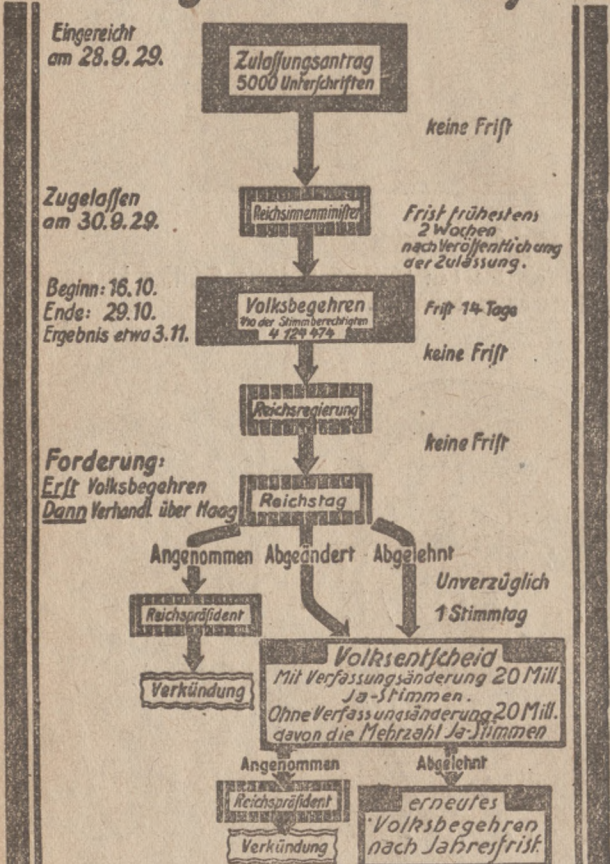 Eingereicht
am 28.9.29.
Zulassungsantrag
5000 Unterschriften
keine Frist
Zugelassen
am 30.9.29.
Reichsinnenminister
Frist frühestens
2 Wochen
nach Veröffentlichung
der Zulassung.
Beginn: 16.10.
Ende: 29.10.
Ergebnis etwa 3.11.
Volksbegehren
1/10 der Stimmberechtigten
4 124 474
Frist 14 Tage
keine Frist
Reichsregierung
keine Frist
Forderung:
Erst Volksbegehren
Dann Verhandl. über Haag
Reichstag
Angenommen Abgeändert Abgelehnt
Unverzüglich
1 Stimmtag
Reichspräsident
Verkündung
Volksentscheid
Mit Verfassungsänderung 20 Mill.
Ja-Stimmen.
Ohne Verfassungsänderung 20 Mill.
davon die Mehrzahl Ja-Stimmen
Angenommen
Abgelehnt
Reichspräsident
Verkündung
erneutes
Volksbegehren
nach Jahresfrist